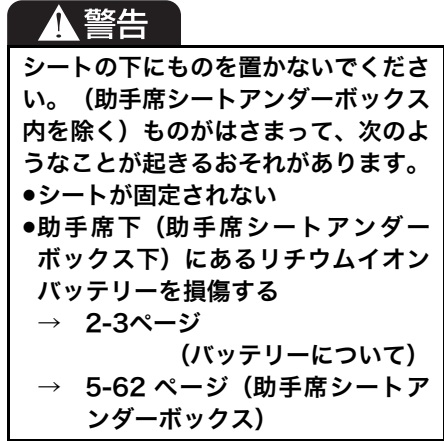 警告
シートの下にものを置かないでくださ
い。（助手席シートアンダーボックス
内を除く）ものがはさまって、次のよ
うなことが起きるおそれがあります。
●シートが固定されない
●助手席下（助手席シートアンダー
ボックス下）にあるリチウムイオン
バッテリーを損傷する
→ 2-3ページ
（バッテリーについて）
→ 5-62 ページ（助手席シートア
ンダーボックス）